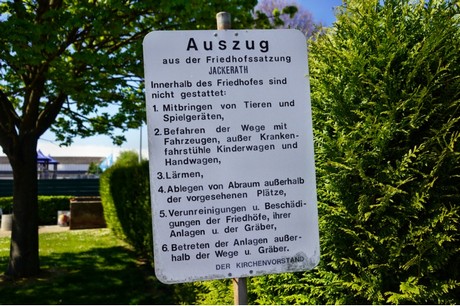 Auszug
aus der Friedhofssatzung
JACKERATH
Innerhalb des Friedhofes sind
nicht gestattet:
1. Mitbringen von Tieren und
Spielgeräten,
2. Befahren der Wege mit
Fahrzeugen, außer Kranken-
fahrstühle Kinderwagen und
Handwagen,
3. Lärmen,
4. Ablegen von Abraum außerhalb
der vorgesehenen Plätze,
5. Verunreinigungen u. Beschädi-
gungen der Friedhöfe, ihrer
Anlagen u. der Gräber,
6. Betreten der Anlagen außer-
halb der Wege u. Gräber.
DER KIRCHENVORSTAND